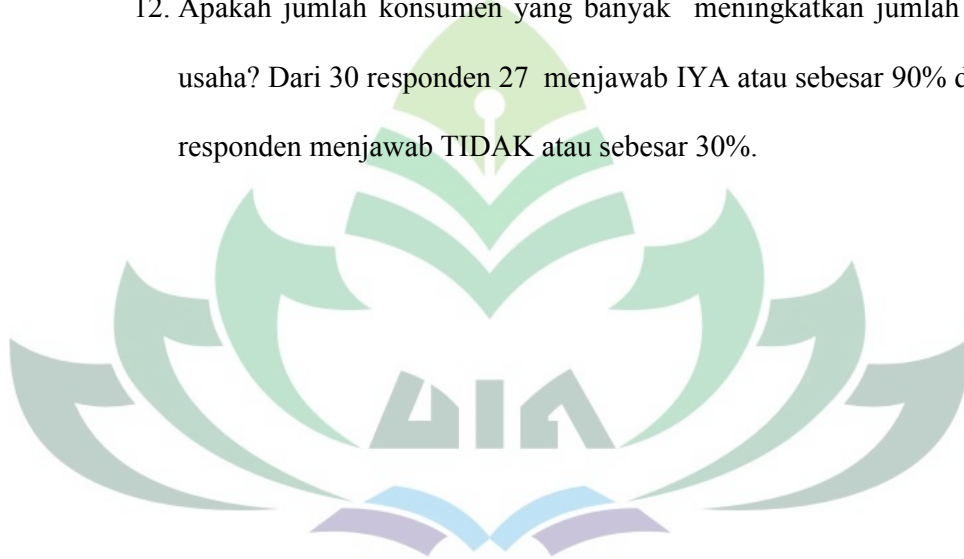 12. Apakah jumlah konsumen yang banyak meningkatkan jumlah
usaha? Dari 30 responden 27 menjawab IYA atau sebesar 90%
responden menjawab TIDAK atau sebesar 30%.
UIN